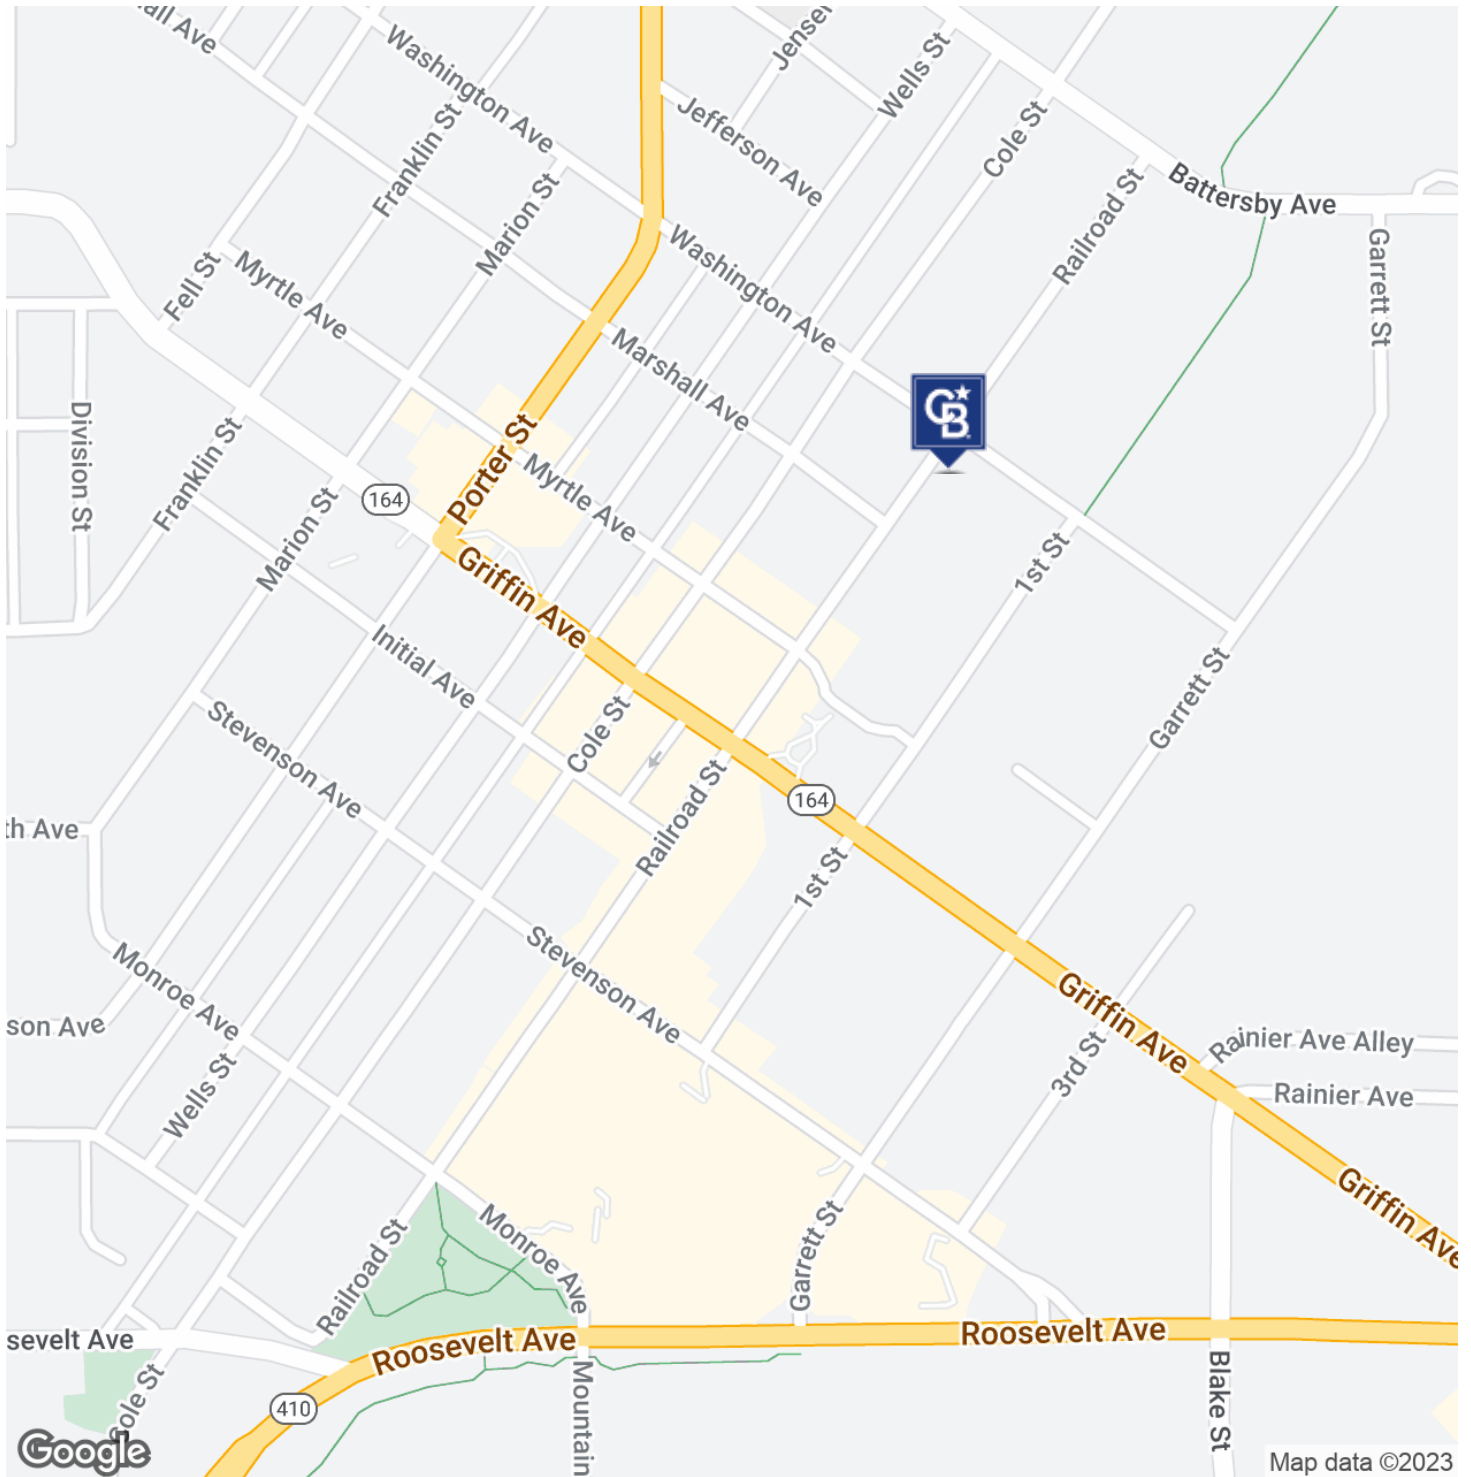 all Ave
Washington Ave
Jensen
Wells St
Jefferson Ave
Franklin St
Cole St
Marion St
Railroad St
Battersby Ave
Garrett St
Fell St
Myrtle Ave
Washington Ave
Marshall Ave
CB
Division St
Franklin St
Porter St
Myrtle Ave
164
Marion St
Griffin Ave
1st St
Initial Ave
Garrett St
Cole St
Stevenson Ave
164
Railroad St
th Ave
1st St
Stevenson Ave
Monroe Ave
Griffin Ave
son Ave
Rainier Ave Alley
3rd St
Wells St
Rainier Ave
Griffin Ave
Monroe Ave
Garrett St
Railroad St
sevelt Ave
Roosevelt Ave
Roosevelt Ave
Cole St
410
Mountain
Blake St
Google
Map data ©2023